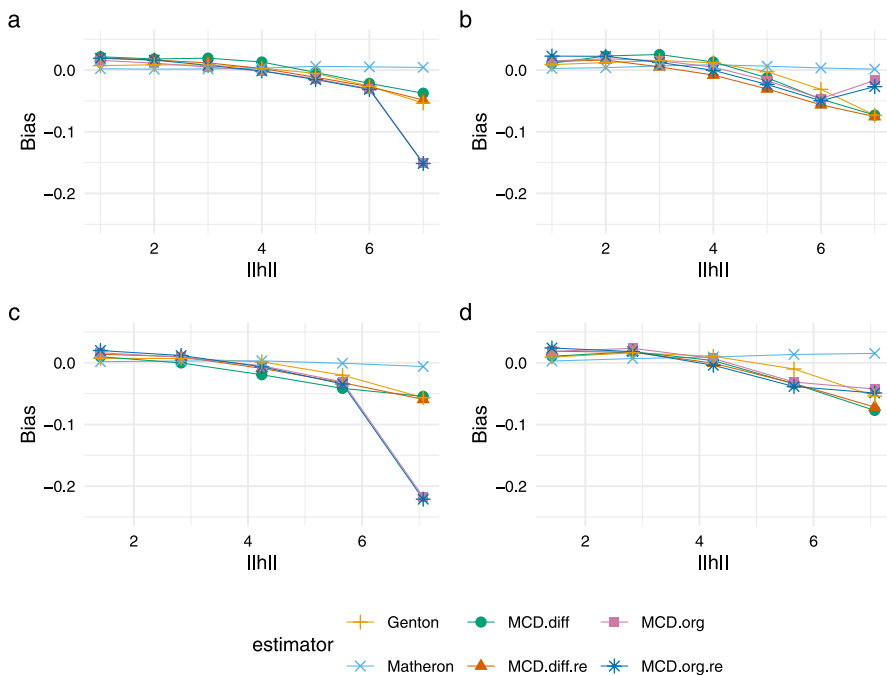 a
b
0.0
−0.1
−0.2
Bias
2
4
6
||h||
0.0
−0.1
−0.2
Bias
2
4
6
||h||
c
d
0.0
−0.1
−0.2
Bias
2
4
6
||h||
0.0
−0.1
−0.2
Bias
2
4
6
||h||
estimator
Genton
MCD.diff
MCD.org
Matheron
MCD.diff.re
MCD.org.re